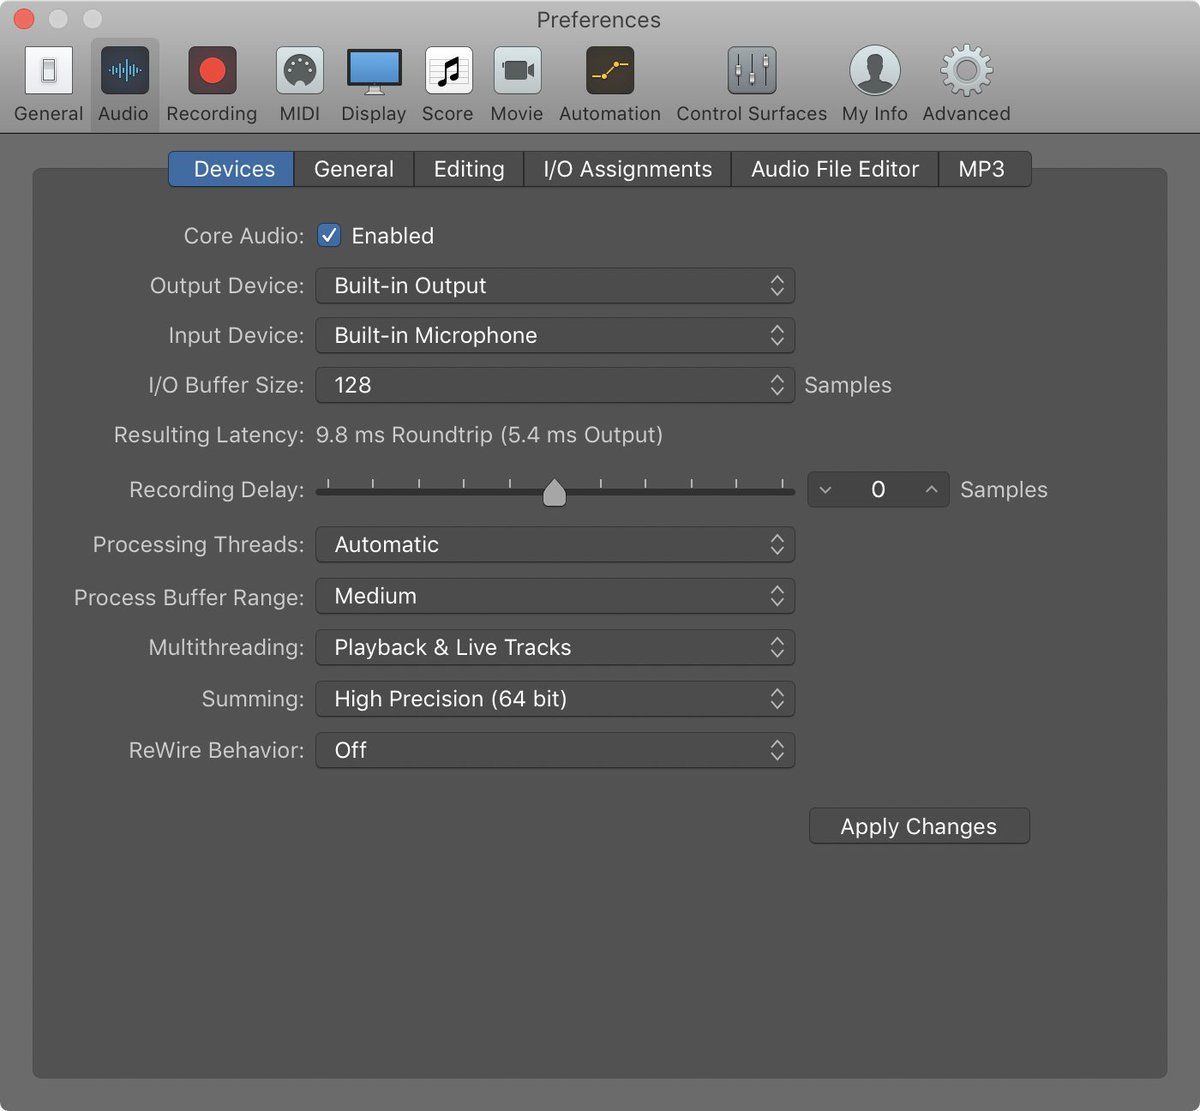 Preferences
General Audio Recording MIDI Display Score Movie Automation Control Surfaces My Info Advanced
Devices General Editing I/O Assignments Audio File Editor MP3
Core Audio: Enabled
Output Device: Built-in Output
Input Device: Built-in Microphone
I/O Buffer Size: 128 Samples
Resulting Latency: 9.8 ms Roundtrip (5.4 ms Output)
Recording Delay: 0 Samples
Processing Threads: Automatic
Process Buffer Range: Medium
Multithreading: Playback & Live Tracks
Summing: High Precision (64 bit)
ReWire Behavior: Off
Apply Changes